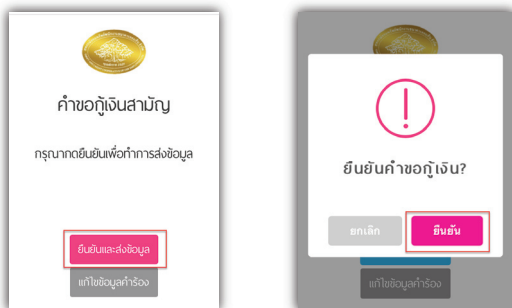 คำขอกู้เงินสามัญ
กรุณากดยืนยันเพื่อทำการส่งข้อมูล
ยืนยันและส่งข้อมูล
แก้ไขข้อมูลคำร้อง
ยืนยันคำขอกู้เงิน?
ยกเลิก
ยืนยัน
แก้ไขข้อมูลคำร้อง